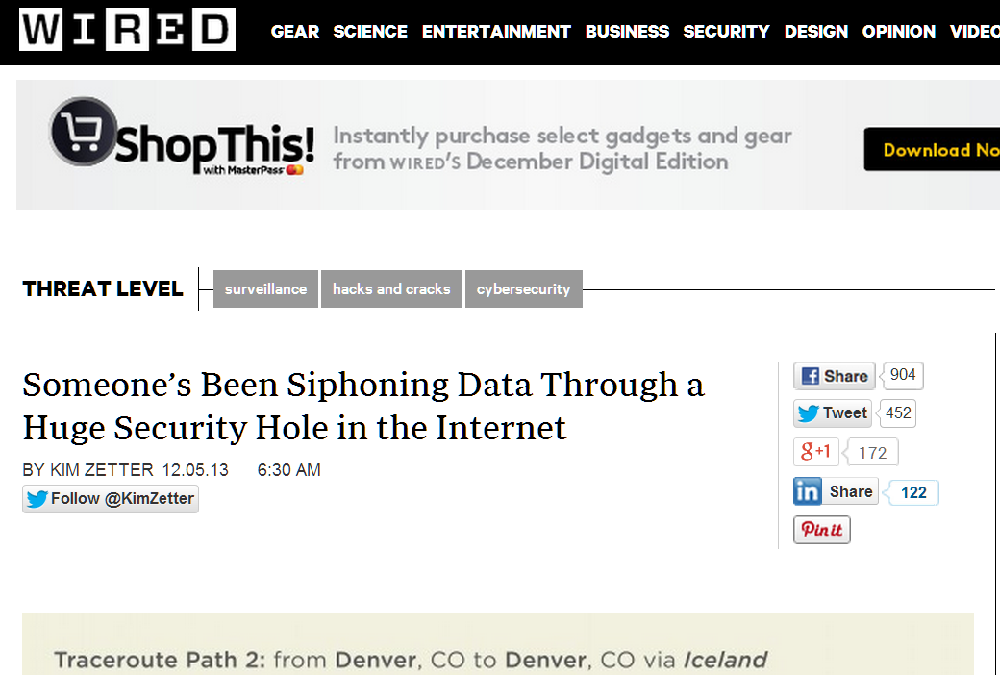 WIRED GEAR SCIENCE ENTERTAINMENT BUSINESS SECURITY DESIGN OPINION VIDEO
ShopThis!
with MasterPass
Instantly purchase select gadgets and gear
from WIRED'S December Digital Edition
Download No
THREAT LEVEL surveillance hacks and cracks cybersecurity
Someone’s Been Siphoning Data Through a
Huge Security Hole in the Internet
BY KIM ZETTER 12.05.13 6:30 AM
Follow @KimZetter
Share 904
Tweet 452
g+1 172
in Share 122
Pin it
Traceroute Path 2: from Denver, CO to Denver, CO via Iceland